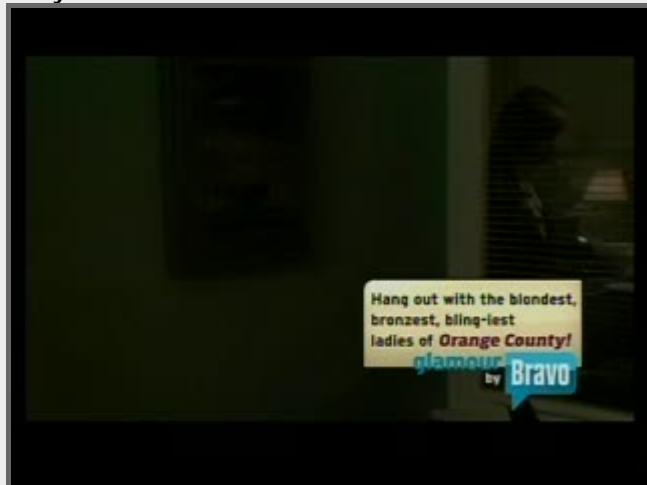 Hang out with the blondest,
bronzest, bling-iest
ladies of Orange County!
glamour
by Bravo